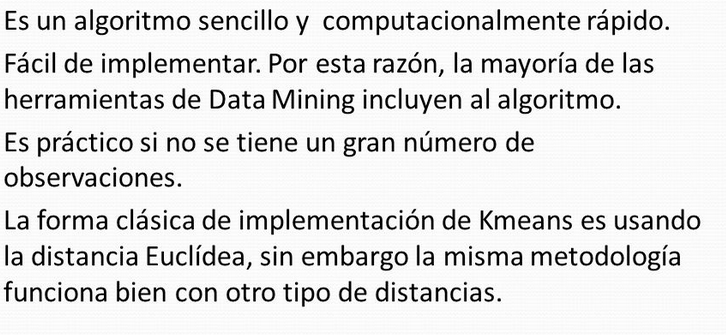 Es un algoritmo sencillo y  computacionalmente rápido.
Fácil de implementar. Por esta razón, la mayoría de las
herramientas de Data Mining incluyen al algoritmo.
Es práctico si no se tiene un gran número de
observaciones.
La forma clásica de implementación de Kmeans es usando
la distancia Euclídea, sin embargo la misma metodología
funciona bien con otro tipo de distancias.